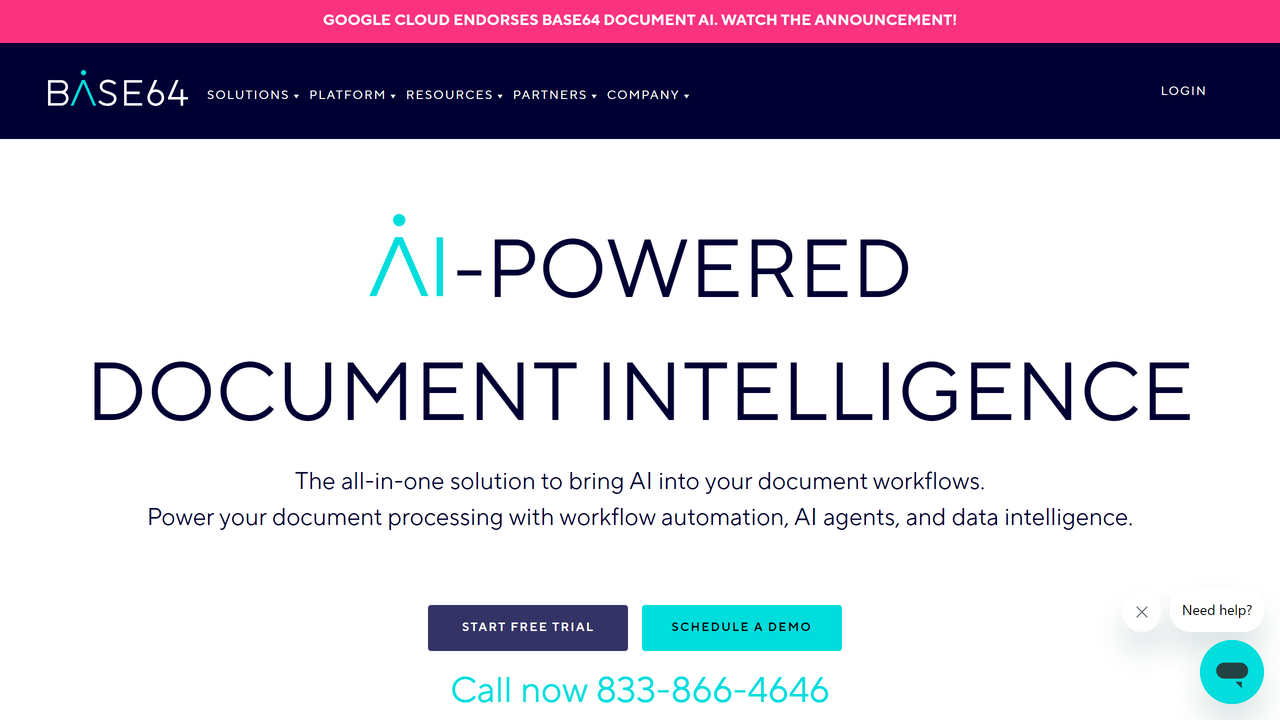 GOOGLE CLOUD ENDORSES BASE64 DOCUMENT AI. WATCH THE ANNOUNCEMENT!
BASE64
SOLUTIONS ▾ PLATFORM ▾ RESOURCES ▾ PARTNERS ▾ COMPANY ▾
LOGIN
AI-POWERED
DOCUMENT INTELLIGENCE
The all-in-one solution to bring AI into your document workflows.
Power your document processing with workflow automation, AI agents, and data intelligence.
START FREE TRIAL
SCHEDULE A DEMO
Need help?
Call now 833-866-4646